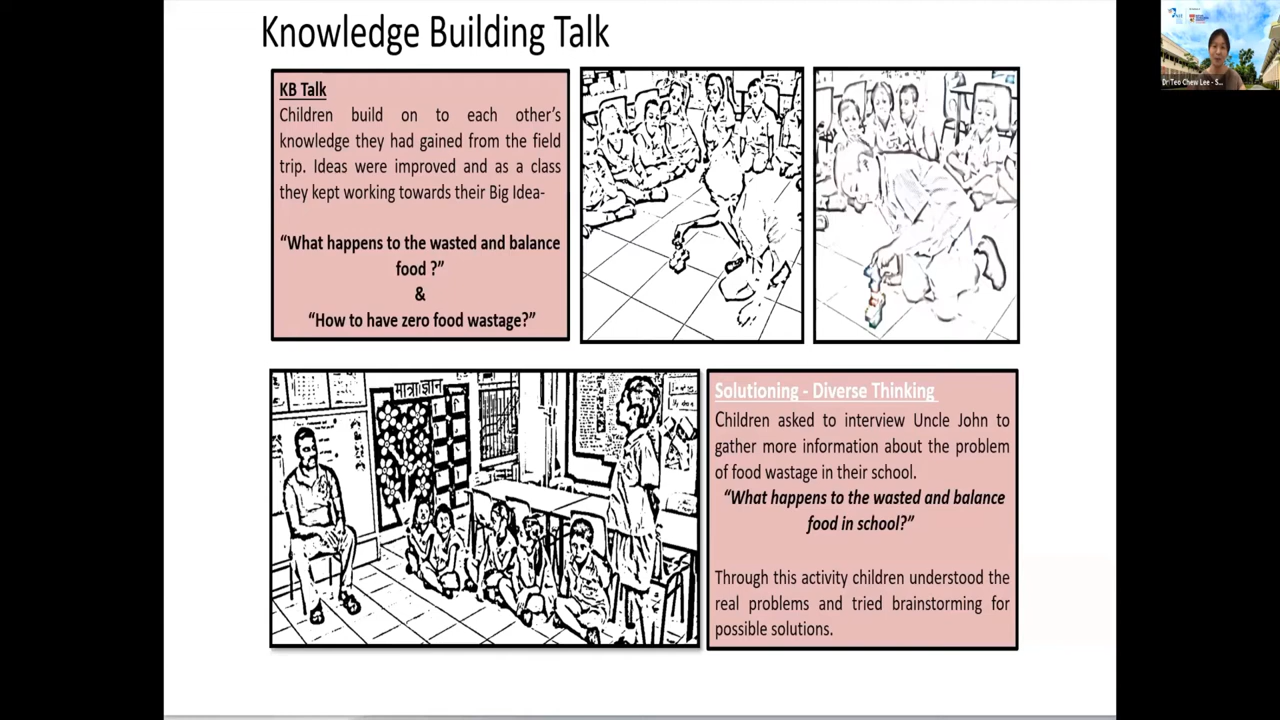 Knowledge Building Talk
KB Talk
Children build on to each other's
knowledge they had gained from the field
trip. Ideas were improved and as a class
they kept working towards their Big Idea-
“What happens to the wasted and balance
food ?”
&
“How to have zero food wastage?”
मात्रा ज्ञान
Solutioning - Diverse Thinking
Children asked to interview Uncle John to
gather more information about the problem
of food wastage in their school.
“What happens to the wasted and balance
food in school?”
Through this activity children understood the
real problems and tried brainstorming for
possible solutions.
Dr Teo Chew Lee - S...